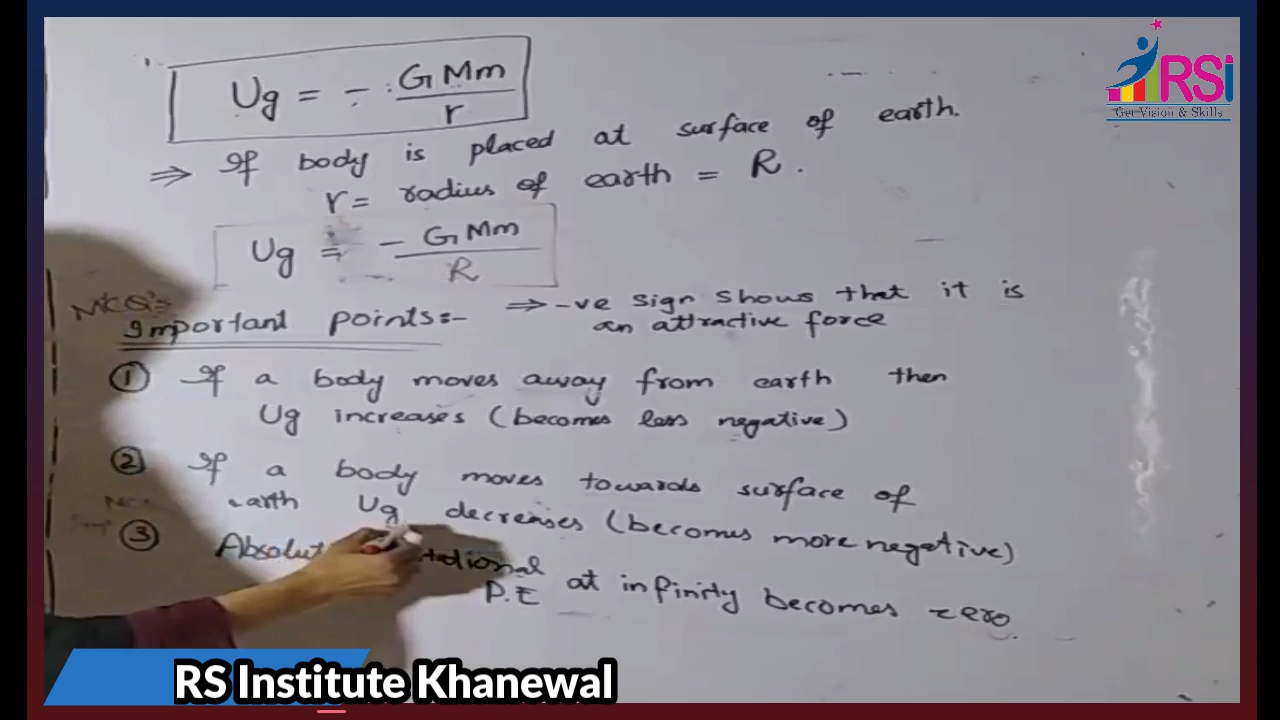 RSi
Get Vision & Skills
Ug = - GMm / r
⇒ If body is placed at surface of earth.
r = radius of earth = R.
Ug = - GMm / R
MCQ's
Important points:-
⇒ -ve sign shows that it is
an attractive force
① If a body moves away from earth then
Ug increases (becomes less negative)
② If a body moves towards surface of
earth Ug decreases (becomes more negative)
③ P.E at infinity becomes zero.
RS Institute Khanewal